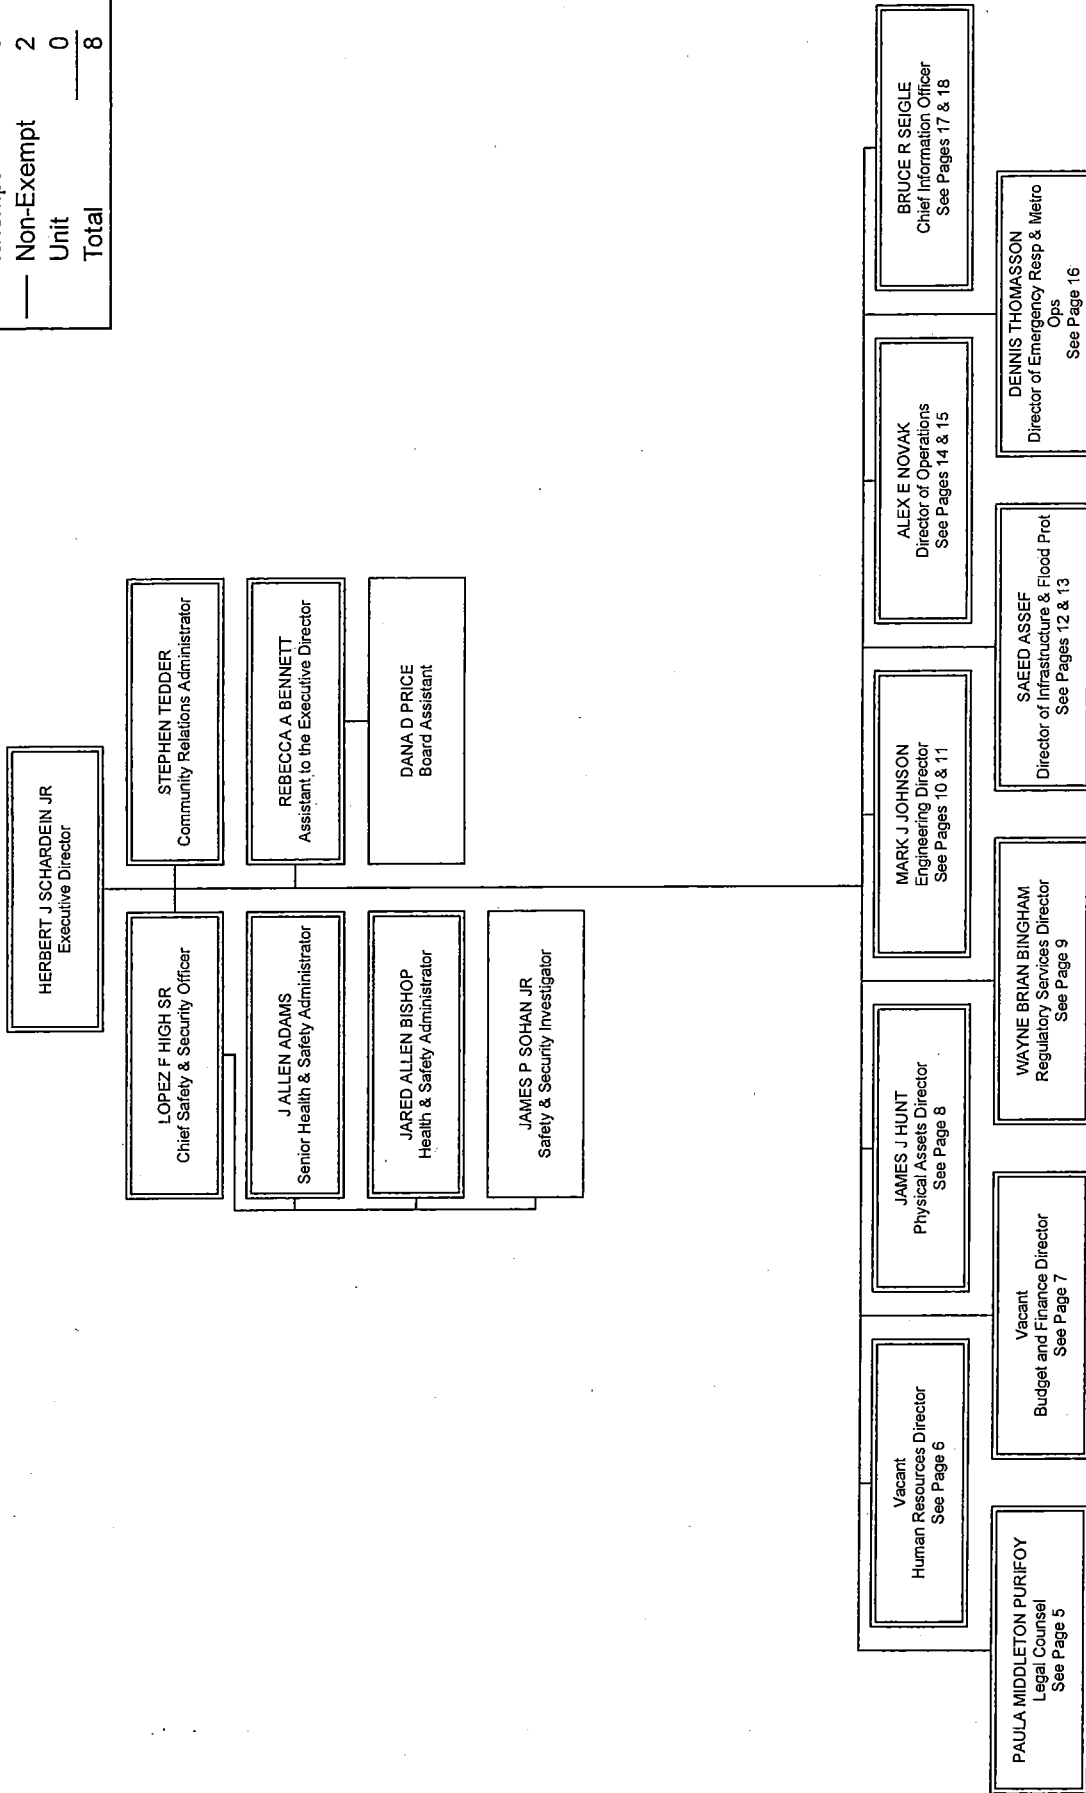 Non-Exempt 2
Unit 0
Total 8
HERBERT J SCHARDEIN JR
Executive Director
LOPEZ F HIGH SR
Chief Safety & Security Officer
STEPHEN TEDDER
Community Relations Administrator
J ALLEN ADAMS
Senior Health & Safety Administrator
REBECCA A BENNETT
Assistant to the Executive Director
JARED ALLEN BISHOP
Health & Safety Administrator
DANA D PRICE
Board Assistant
JAMES P SOHAN JR
Safety & Security Investigator
Vacant
Human Resources Director
See Page 6
JAMES J HUNT
Physical Assets Director
See Page 8
MARK J JOHNSON
Engineering Director
See Pages 10 & 11
ALEX E NOVAK
Director of Operations
See Pages 14 & 15
BRUCE R SEIGLE
Chief Information Officer
See Pages 17 & 18
PAULA MIDDLETON PURIFOY
Legal Counsel
See Page 5
Vacant
Budget and Finance Director
See Page 7
WAYNE BRIAN BINGHAM
Regulatory Services Director
See Page 9
SAEED ASSEF
Director of Infrastructure & Flood Prot
See Pages 12 & 13
DENNIS THOMASSON
Director of Emergency Resp & Metro
Ops
See Page 16